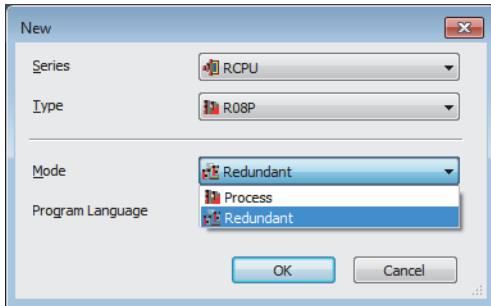 New
Series
RCPU
Type
R08P
Mode
Redundant
Process
Redundant
Program Language
OK
Cancel